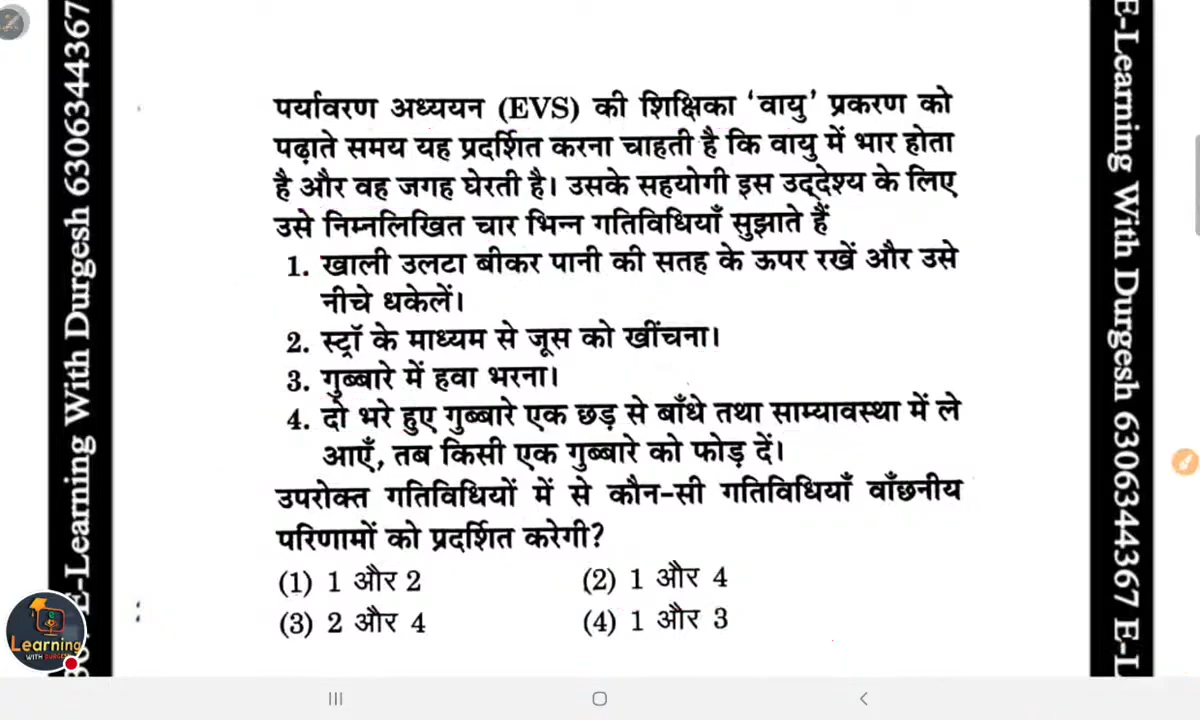 पर्यावरण अध्ययन (EVS) की शिक्षिका 'वायु' प्रकरण को
पढ़ाते समय यह प्रदर्शित करना चाहती है कि वायु में भार होता
है और वह जगह घेरती है। उसके सहयोगी इस उद्देश्य के लिए
उसे निम्नलिखित चार भिन्न गतिविधियाँ सुझाते हैं
1. खाली उलटा बीकर पानी की सतह के ऊपर रखें और उसे
नीचे धकेलें।
2. स्ट्रॉ के माध्यम से जूस को खींचना।
3. गुब्बारे में हवा भरना।
4. दो भरे हुए गुब्बारे एक छड़ से बाँधे तथा साम्यावस्था में ले
आएँ, तब किसी एक गुब्बारे को फोड़ दें।
उपरोक्त गतिविधियों में से कौन-सी गतिविधियाँ वाँछनीय
परिणामों को प्रदर्शित करेगी?
(1) 1 और 2 (2) 1 और 4
(3) 2 और 4 (4) 1 और 3
E-Learning With Durgesh 6306344367
E-Learning With Durgesh 6306344367 E-L
Learning
WITH DURGESH